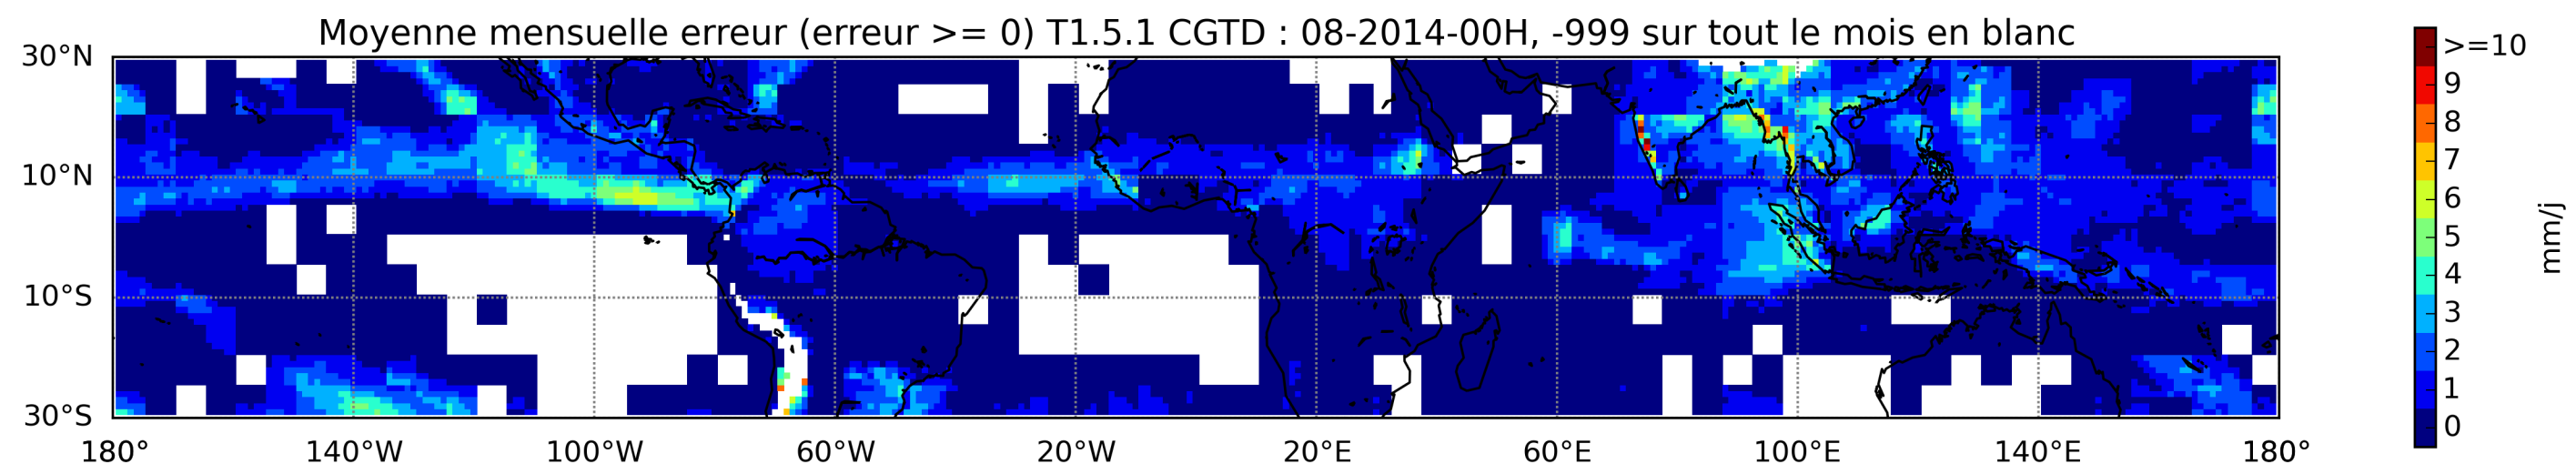 Moyenne mensuelle erreur (erreur >= 0) T1.5.1 CGTD : 08-2014-00H, -999 sur tout le mois en blanc
30°N
10°N
10°S
30°S
180° 140°W 100°W 60°W 20°W 20°E 60°E 100°E 140°E 180°
>=10
9
8
7
6
5
4
3
2
1
0
mm/j